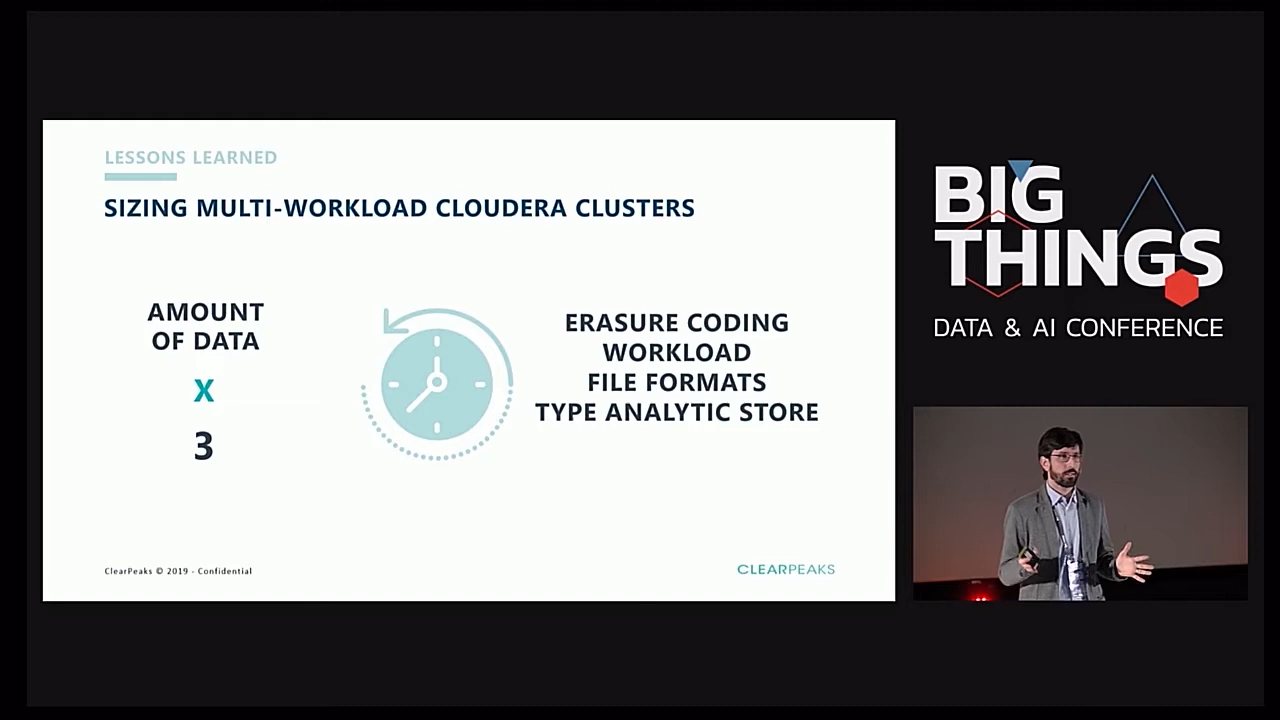 LESSONS LEARNED
SIZING MULTI-WORKLOAD CLOUDERA CLUSTERS
AMOUNT
OF DATA
X
3
ERASURE CODING
WORKLOAD
FILE FORMATS
TYPE ANALYTIC STORE
ClearPeaks © 2019 - Confidential
CLEARPEAKS
BIG
THINGS
DATA & AI CONFERENCE